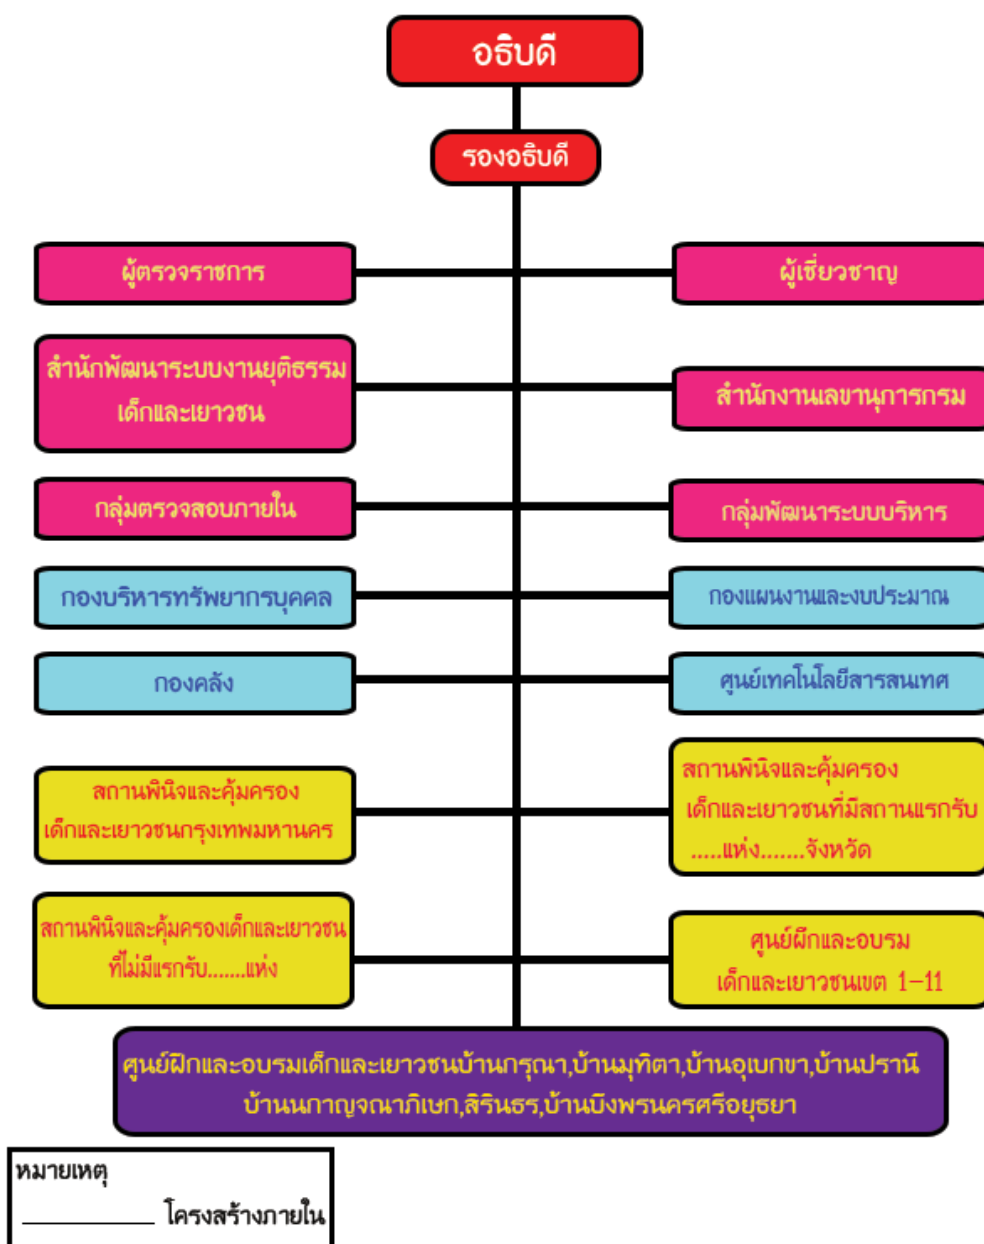 อธิบดี
รองอธิบดี
ผู้ตรวจราชการ
ผู้เชี่ยวชาญ
สำนักพัฒนาระบบงานยุติธรรม
เด็กและเยาวชน
สำนักงานเลขานุการกรม
กลุ่มตรวจสอบภายใน
กลุ่มพัฒนาระบบบริหาร
กองบริหารทรัพยากรบุคคล
กองแผนงานและงบประมาณ
กองคลัง
ศูนย์เทคโนโลยีสารสนเทศ
สถานพินิจและคุ้มครอง
เด็กและเยาวชนกรุงเทพมหานคร
สถานพินิจและคุ้มครอง
เด็กและเยาวชนที่มีสถานแรกรับ
.....แห่ง.......จังหวัด
สถานพินิจและคุ้มครองเด็กและเยาวชน
ที่ไม่มีแรกรับ.......แห่ง
ศูนย์ผึกและอบรม
เด็กและเยาวชนเขต 1-11
ศูนย์ฝึกและอบรมเด็กและเยาวชนบ้านกรุณา,บ้านมุทิตา,บ้านอุเบกขา,บ้านปรานี
บ้านนกาญจณาภิเษก,สิรินธร,บ้านบึงพรนครศรีอยุธยา
หมายเหตุ
___________ โครงสร้างภายใน